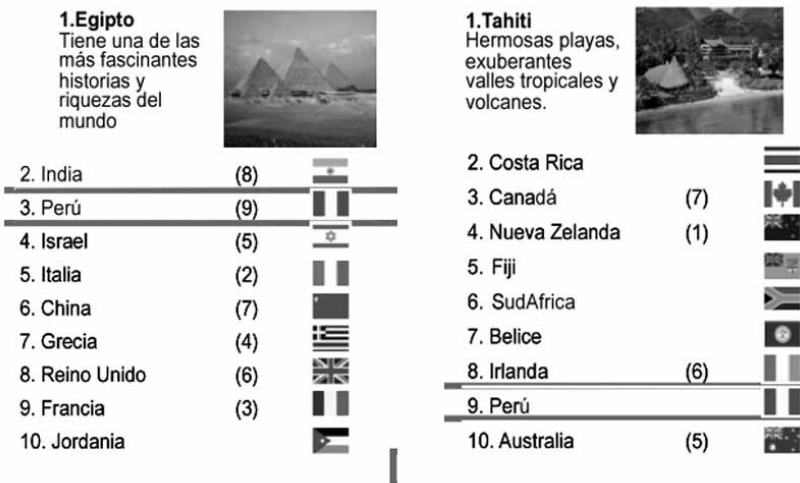 1.Egipto
Tiene una de las
más fascinantes
historias y
riquezas del
mundo
2. India (8)
3. Perú (9)
4. Israel (5)
5. Italia (2)
6. China (7)
7. Grecia (4)
8. Reino Unido (6)
9. Francia (3)
10. Jordania
1.Tahiti
Hermosas playas,
exuberantes
valles tropicales y
volcanes.
2. Costa Rica
3. Canadá (7)
4. Nueva Zelanda (1)
5. Fiji
6. SudAfrica
7. Belice
8. Irlanda (6)
9. Perú
10. Australia (5)